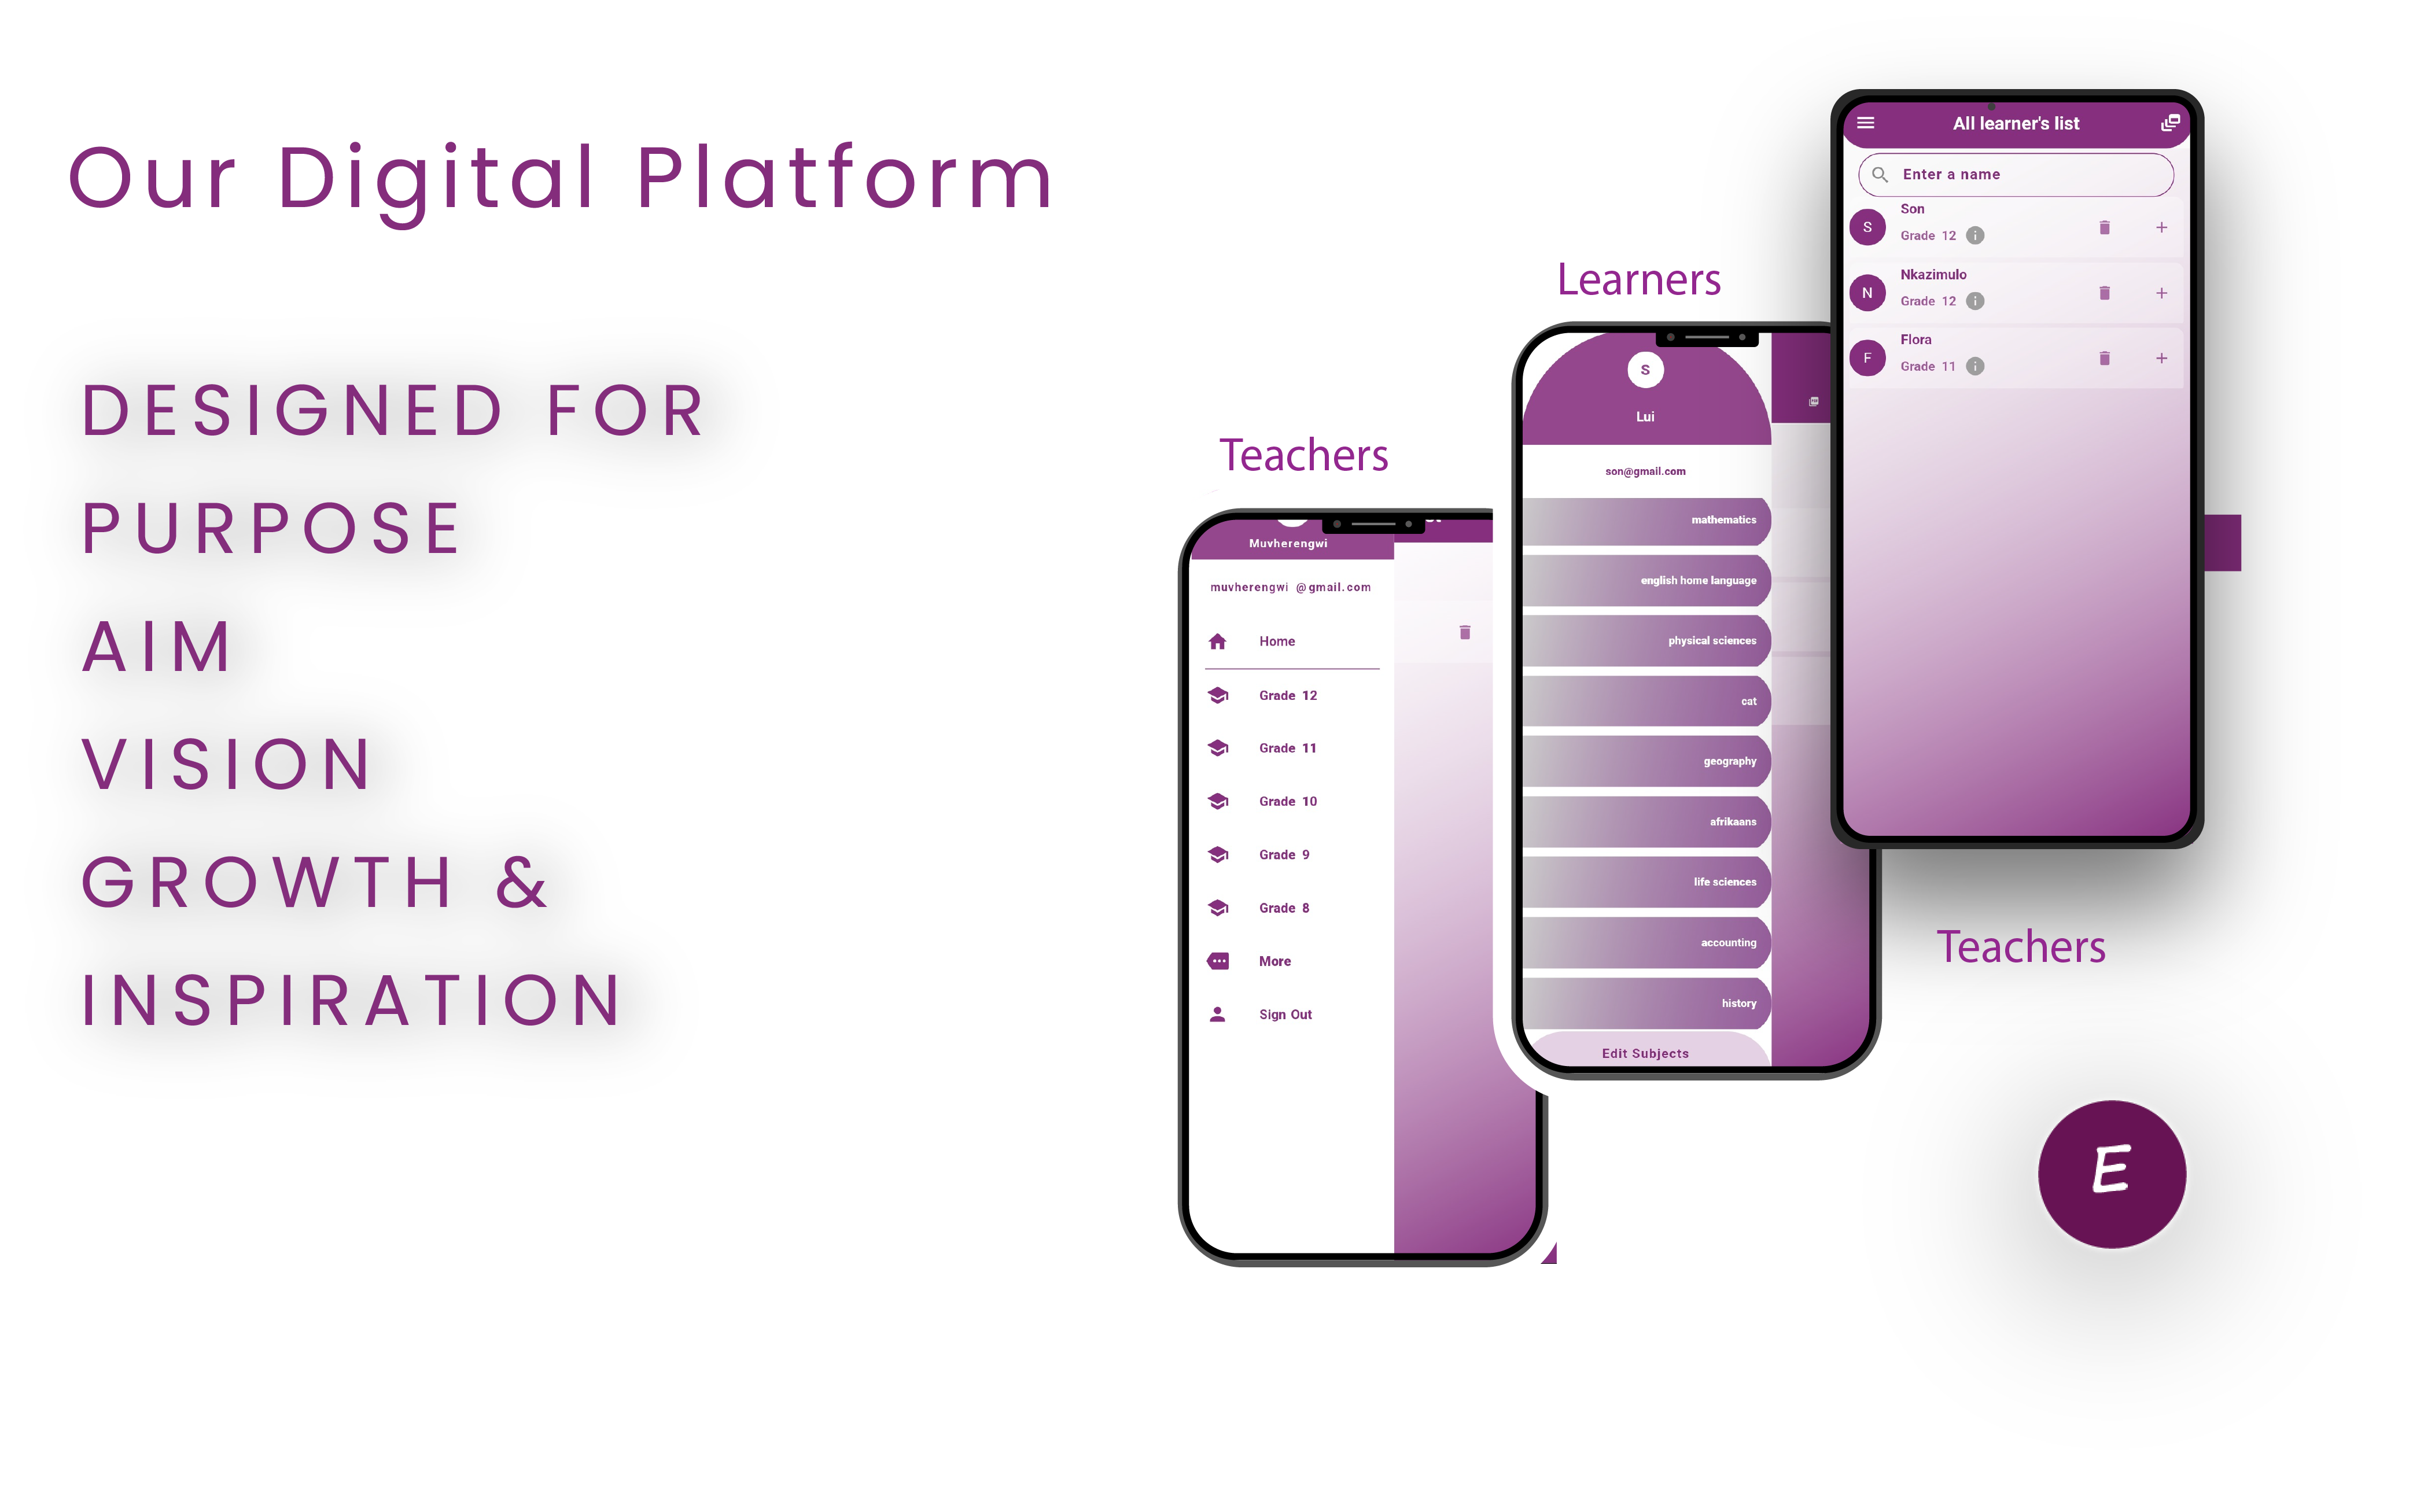 Our Digital Platform
DESIGNED FOR
PURPOSE
AIM
VISION
GROWTH &
INSPIRATION
Teachers
Muvherengwi
muvherengwi @gmail.com
Home
Grade 12
Grade 11
Grade 10
Grade 9
Grade 8
More
Sign Out
Learners
S
Lui
son@gmail.com
mathematics
english home language
physical sciences
cat
geography
afrikaans
life sciences
accounting
history
Edit Subjects
All learner's list
Enter a name
S
Son
Grade 12
N
Nkazimulo
Grade 12
F
Flora
Grade 11
Teachers
E